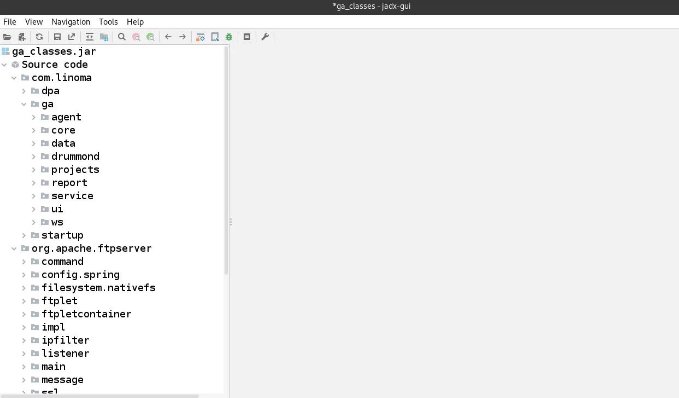 *ga_classes - jadx-gui
File View Navigation Tools Help
ga_classes.jar
Source code
com.linoma
dpa
ga
agent
core
data
drummond
projects
report
service
ui
ws
startup
org.apache.ftpserver
command
config.spring
filesystem.nativefs
ftplet
ftpletcontainer
impl
ipfilter
listener
main
message
ssl